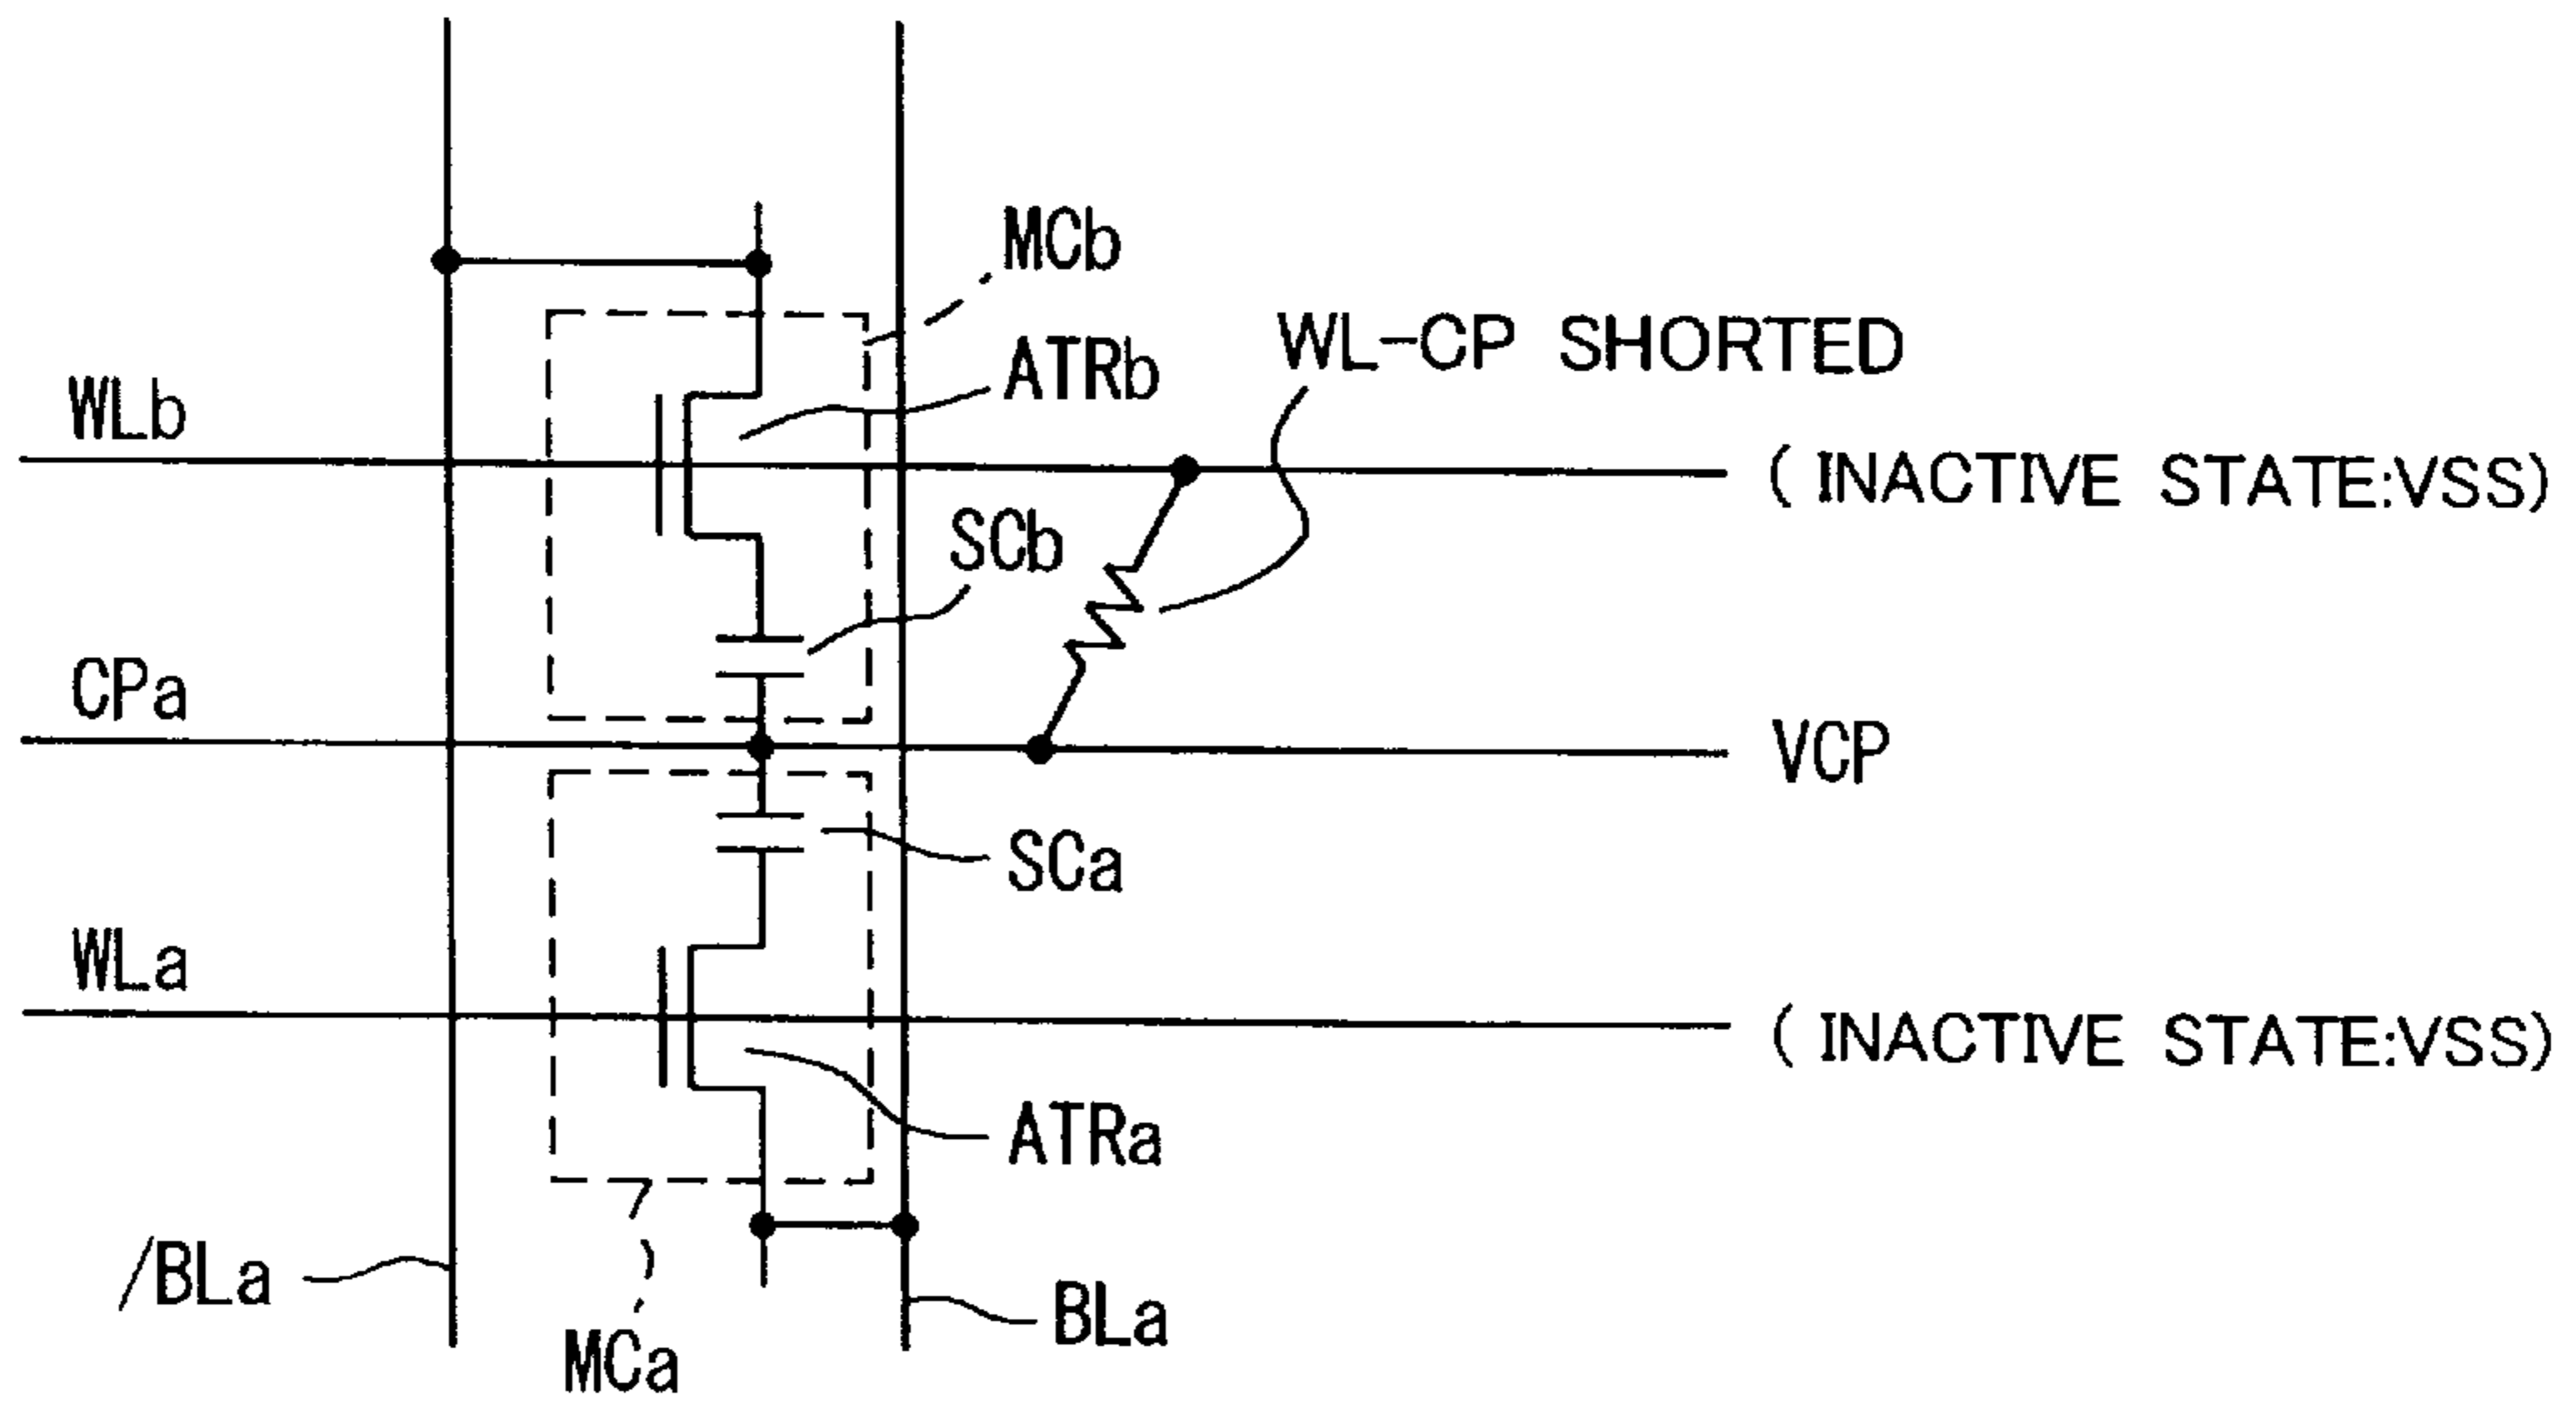 MCb
WL-CP SHORTED
ATRb
WLb
( INACTIVE STATE:VSS)
SCb
CPa
VCP
SCa
WLa
( INACTIVE STATE:VSS)
ATRa
/BLa
BLa
MCa